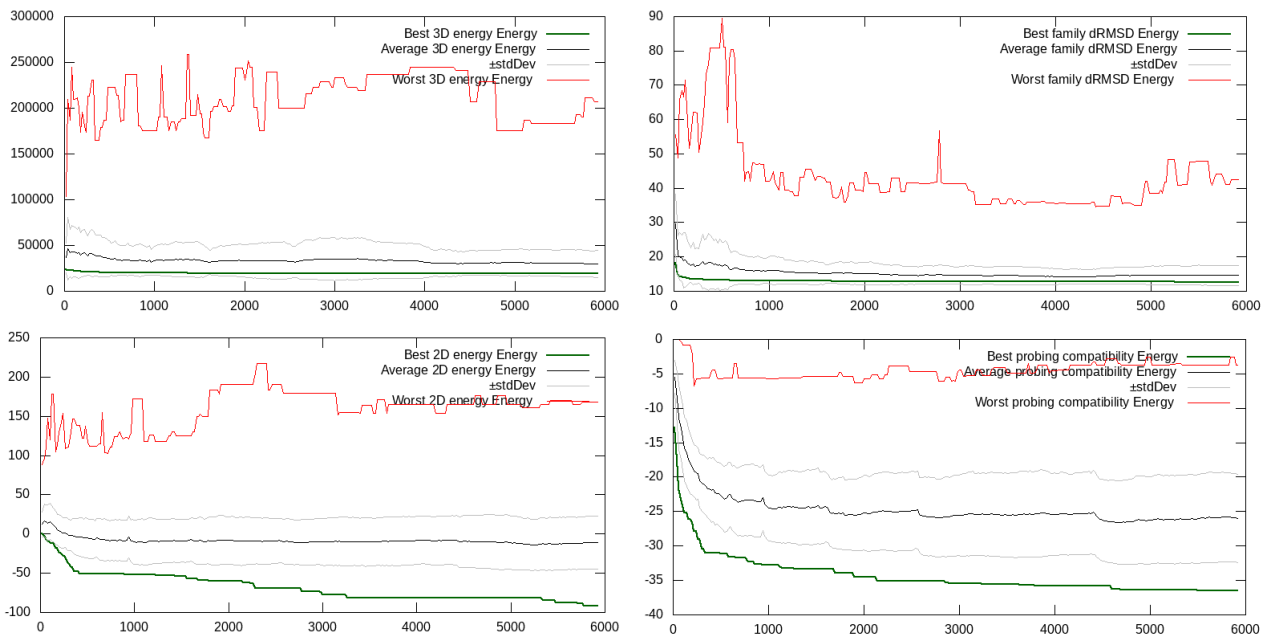 300000
250000
200000
150000
100000
50000
0
Best 3D energy Energy
Average 3D energy Energy
±stdDev
Worst 3D energy Energy
0 1000 2000 3000 4000 5000 6000
90
80
70
60
50
40
30
20
10
Best family dRMSD Energy
Average family dRMSD Energy
±stdDev
Worst family dRMSD Energy
0 1000 2000 3000 4000 5000 6000
250
200
150
100
50
0
-50
-100
Best 2D energy Energy
Average 2D energy Energy
±stdDev
Worst 2D energy Energy
0 1000 2000 3000 4000 5000 6000
0
-5
-10
-15
-20
-25
-30
-35
-40
Best probing compatibility Energy
Average probing compatibility Energy
±stdDev
Worst probing compatibility Energy
0 1000 2000 3000 4000 5000 6000